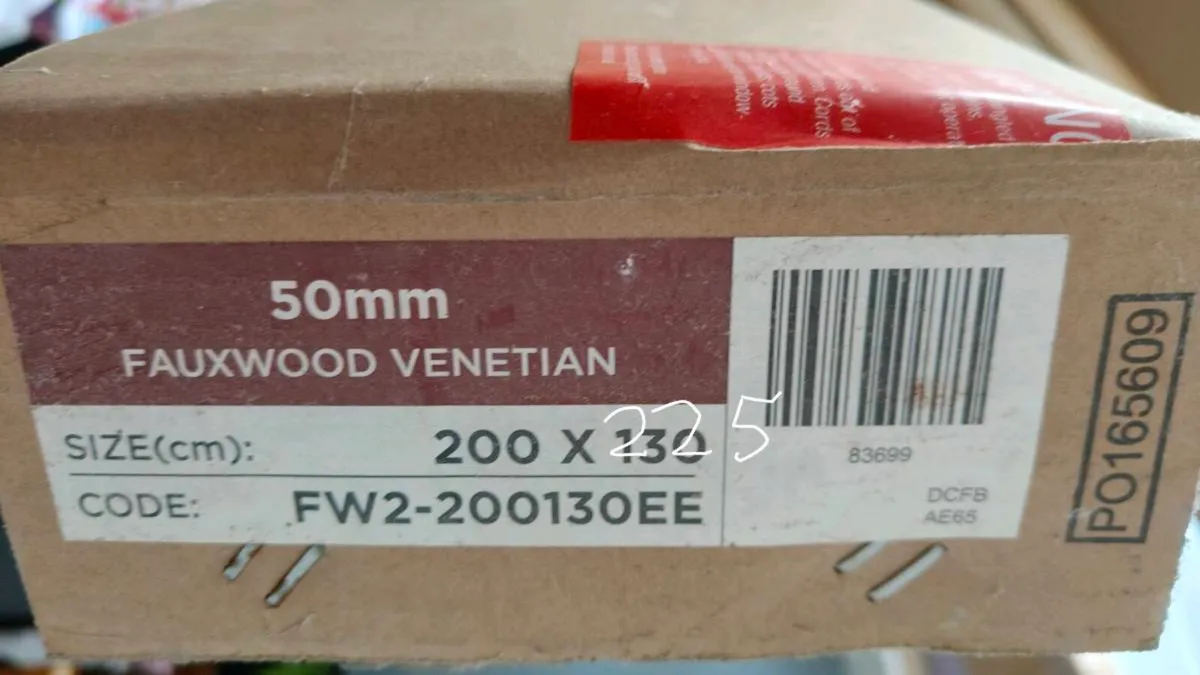 50mm
FAUXWOOD VENETIAN
SIZE(cm): 200 X 130
225
CODE: FW2-200130EE
83699
DCFB
AE65
PO165609